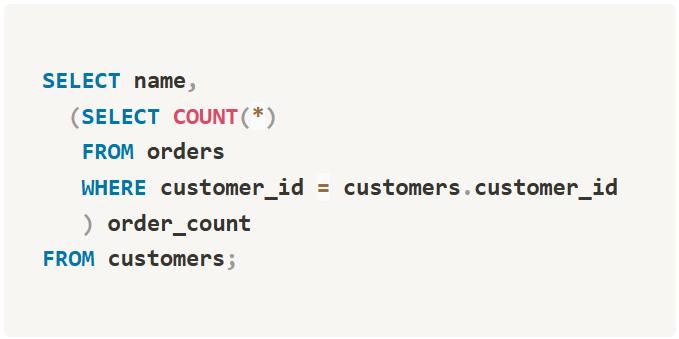 SELECT name,
(SELECT COUNT(*)
FROM orders
WHERE customer_id = customers.customer_id
) order_count
FROM customers;